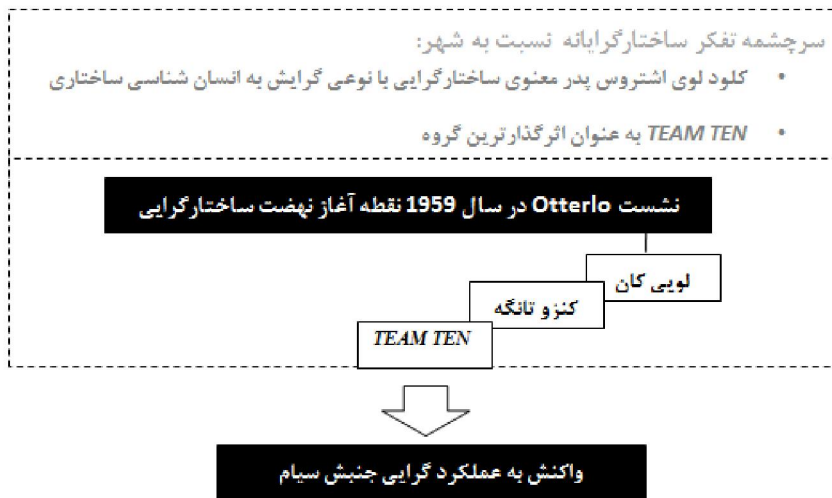 سرچشمه تفکر ساختارگرایانه نسبت به شهر:
• کلود لوی اشتروس پدر معنوی ساختارگرایی با نوعی گرایش به انسان شناسی ساختاری
• TEAM TEN به عنوان اثرگذارترین گروه
نشست Otterlo در سال 1959 نقطه آغاز نهضت ساختارگرایی
لویی کان
کنزو تانگه
TEAM TEN
واکنش به عملکرد گرایی جنبش سیام